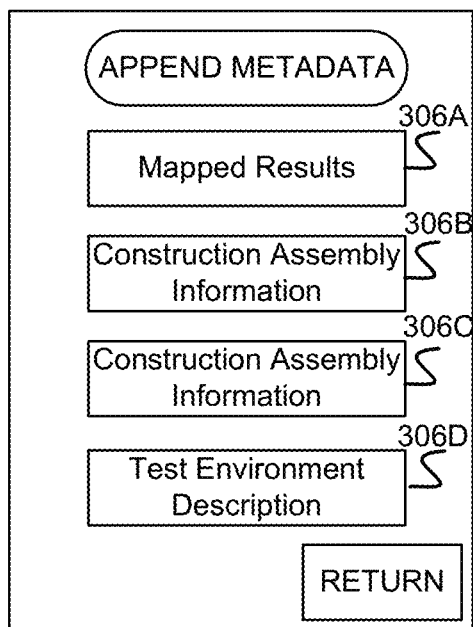 APPEND METADATA
306A
Mapped Results
306B
Construction Assembly
Information
306C
Construction Assembly
Information
306D
Test Environment
Description
RETURN